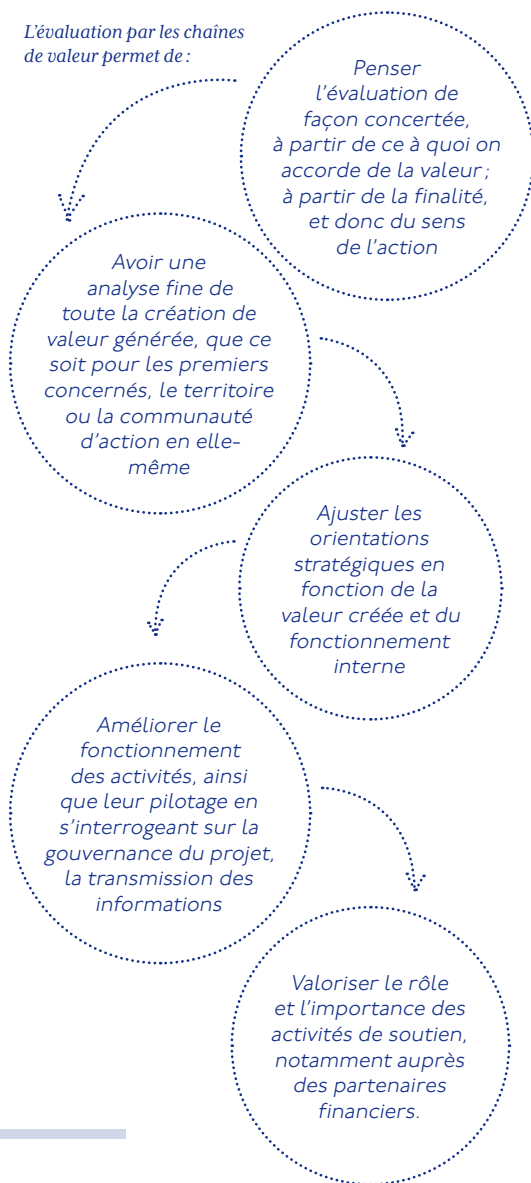 L'évaluation par les chaînes
de valeur permet de :
Penser
l'évaluation de
façon concertée,
à partir de ce à quoi on
accorde de la valeur ;
à partir de la finalité,
et donc du sens
de l'action
Avoir une
analyse fine de
toute la création de
valeur générée, que ce
soit pour les premiers
concernés, le territoire
ou la communauté
d'action en elle-
même
Ajuster les
orientations
stratégiques en
fonction de la
valeur créée et du
fonctionnement
interne
Améliorer le
fonctionnement
des activités, ainsi
que leur pilotage en
s'interrogeant sur la
gouvernance du projet,
la transmission des
informations
Valoriser le rôle
et l'importance des
activités de soutien,
notamment auprès
des partenaires
financiers.